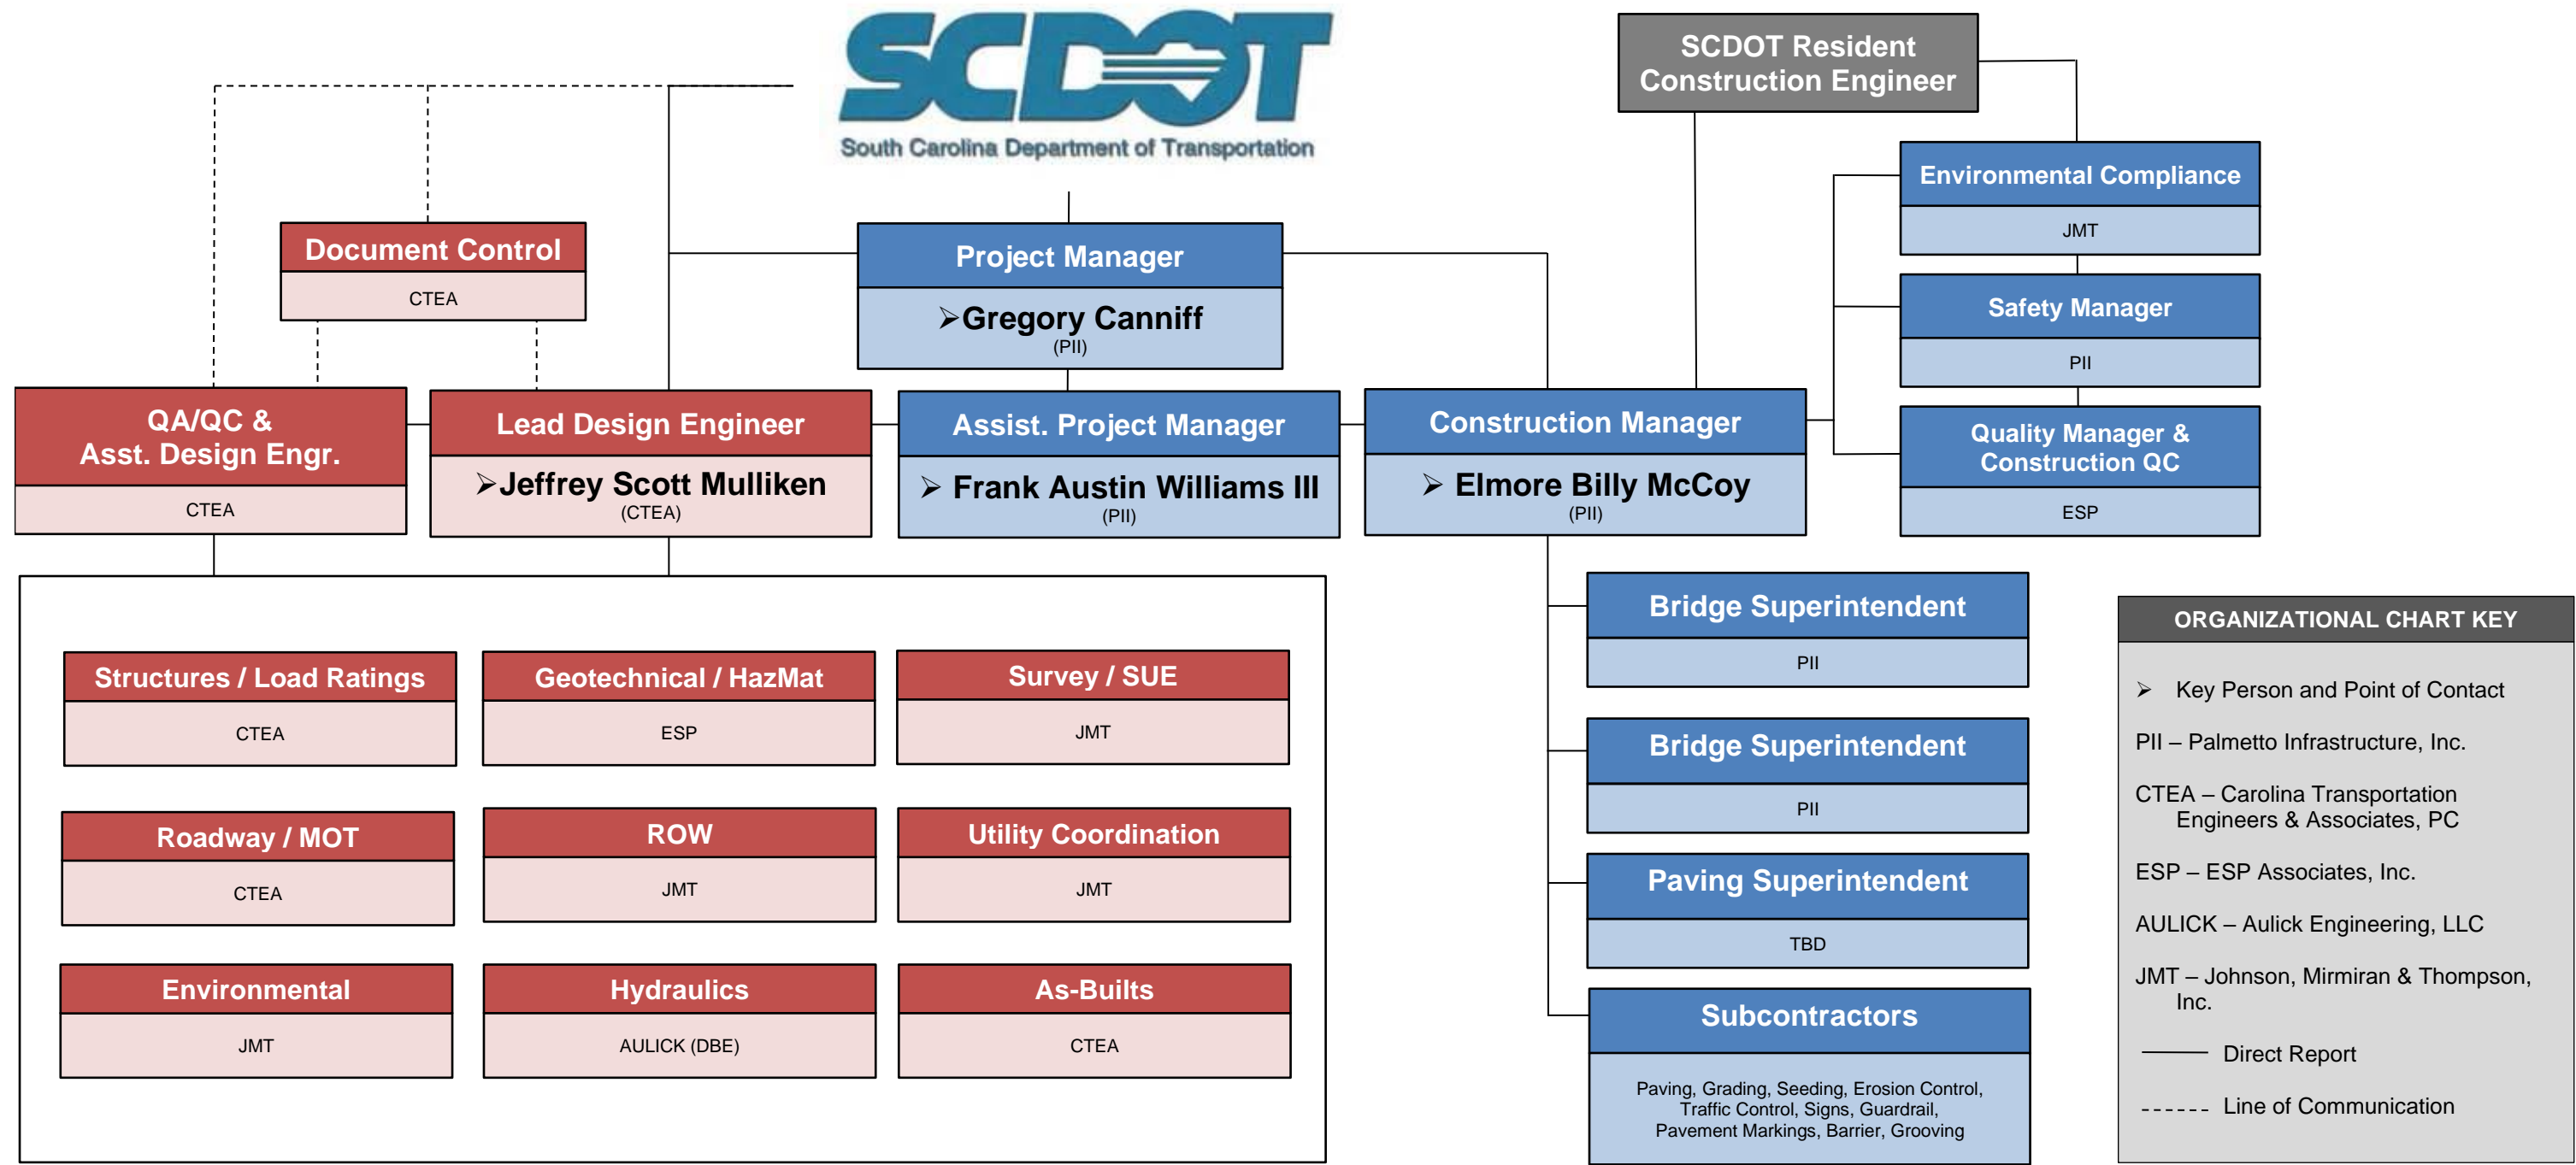 SCDOT
South Carolina Department of Transportation
SCDOT Resident
Construction Engineer
Environmental Compliance
JMT
Safety Manager
PII
Quality Manager &
Construction QC
ESP
Document Control
CTEA
Project Manager
➢Gregory Canniff
(PII)
QA/QC &
Asst. Design Engr.
CTEA
Lead Design Engineer
➢Jeffrey Scott Mulliken
(CTEA)
Assist. Project Manager
➢ Frank Austin Williams III
(PII)
Construction Manager
➢ Elmore Billy McCoy
(PII)
Structures / Load Ratings
CTEA
Geotechnical / HazMat
ESP
Survey / SUE
JMT
Roadway / MOT
CTEA
ROW
JMT
Utility Coordination
JMT
Environmental
JMT
Hydraulics
AULICK (DBE)
As-Builts
CTEA
Bridge Superintendent
PII
Bridge Superintendent
PII
Paving Superintendent
TBD
Subcontractors
Paving, Grading, Seeding, Erosion Control,
Traffic Control, Signs, Guardrail,
Pavement Markings, Barrier, Grooving
ORGANIZATIONAL CHART KEY
➢ Key Person and Point of Contact
PII – Palmetto Infrastructure, Inc.
CTEA – Carolina Transportation
Engineers & Associates, PC
ESP – ESP Associates, Inc.
AULICK – Aulick Engineering, LLC
JMT – Johnson, Mirmiran & Thompson,
Inc.
Direct Report
Line of Communication